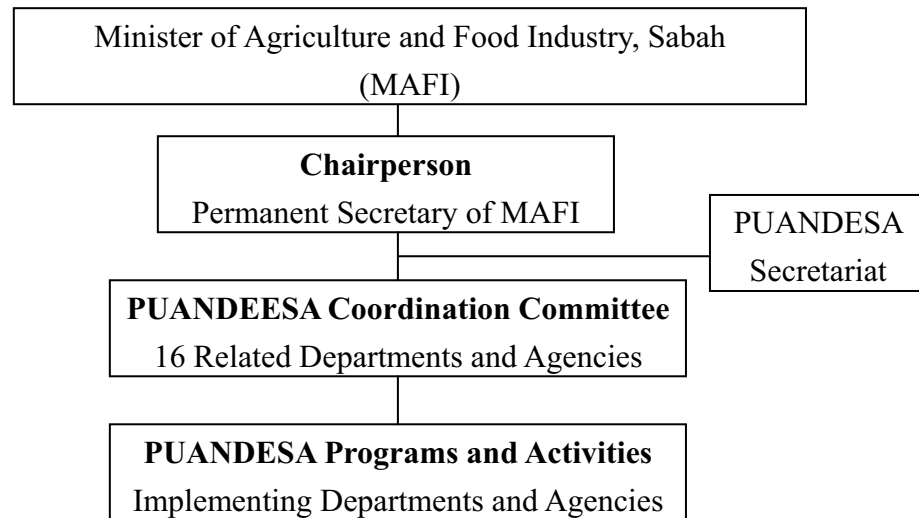 Minister of Agriculture and Food Industry, Sabah
(MAFI)
Chairperson
Permanent Secretary of MAFI
PUANDESA
Secretariat
PUANDEESA Coordination Committee
16 Related Departments and Agencies
PUANDESA Programs and Activities
Implementing Departments and Agencies